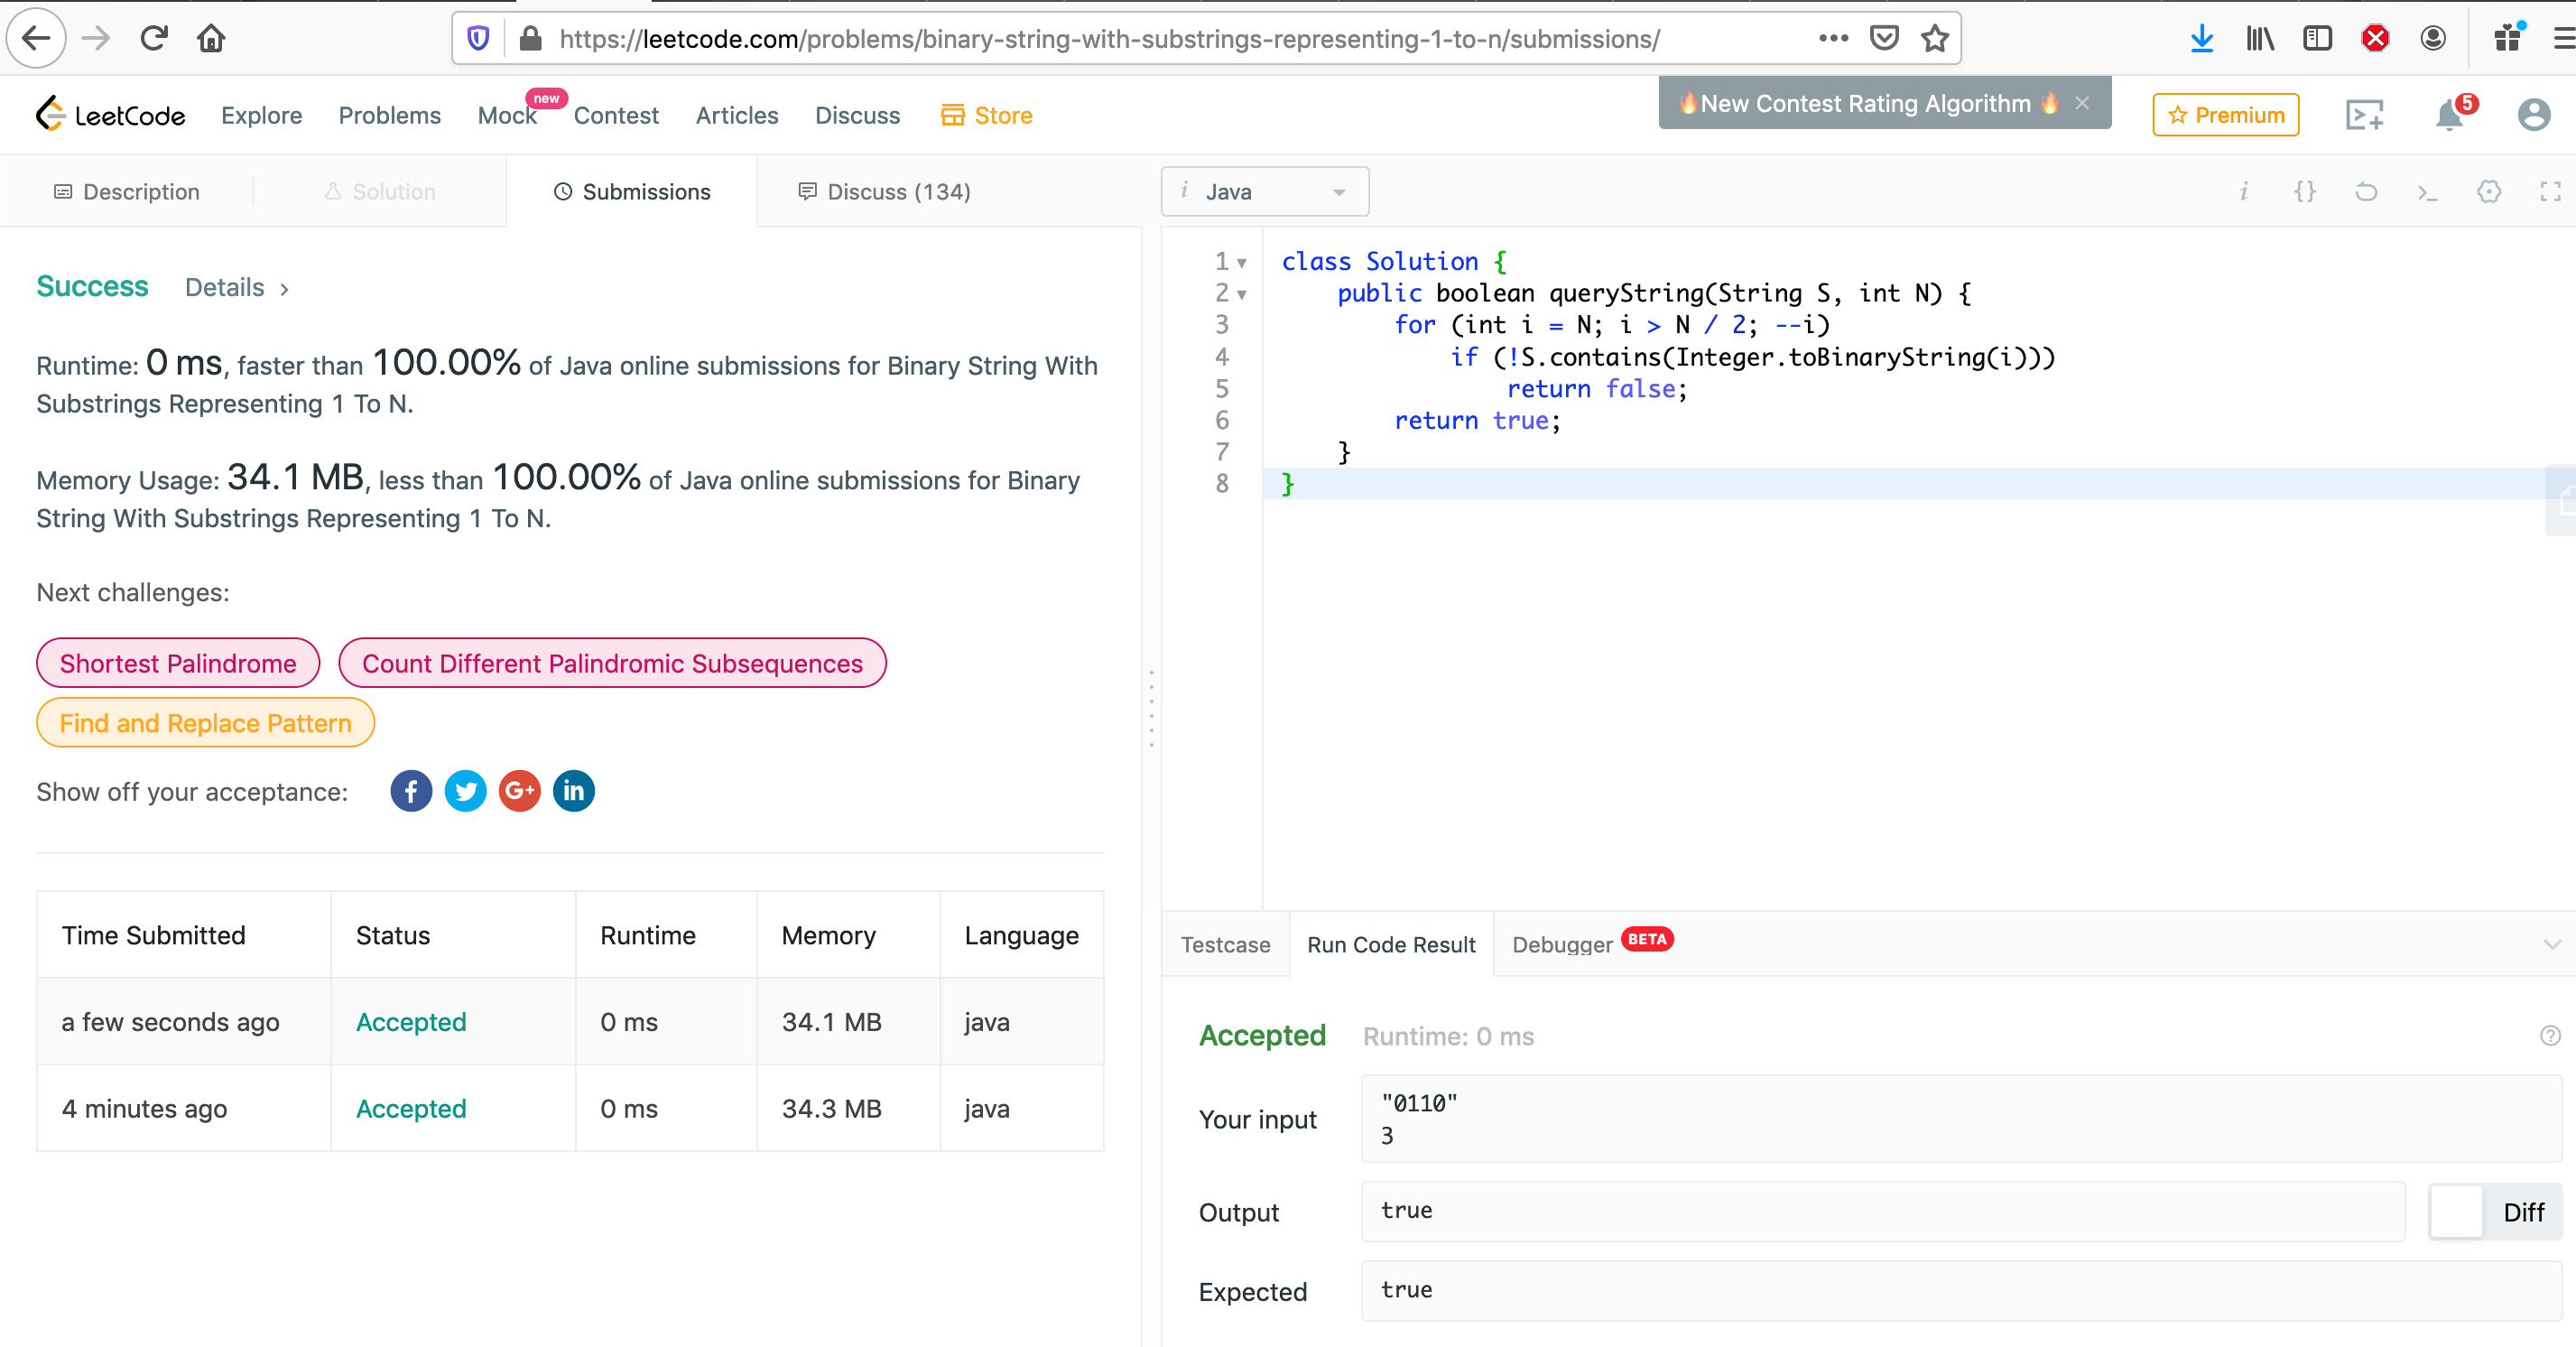 https://leetcode.com/problems/binary-string-with-substrings-representing-1-to-n/submissions/
LeetCode
Explore
Problems
Mock
new
Contest
Articles
Discuss
Store
🔥New Contest Rating Algorithm 🔥 ×
Premium
5
Description
Solution
Submissions
Discuss (134)
i Java
Success Details >
Runtime: 0 ms, faster than 100.00% of Java online submissions for Binary String With
Substrings Representing 1 To N.
Memory Usage: 34.1 MB, less than 100.00% of Java online submissions for Binary
String With Substrings Representing 1 To N.
Next challenges:
Shortest Palindrome
Count Different Palindromic Subsequences
Find and Replace Pattern
Show off your acceptance:
Time Submitted Status Runtime Memory Language
a few seconds ago Accepted 0 ms 34.1 MB java
4 minutes ago Accepted 0 ms 34.3 MB java
1 class Solution {
2 public boolean queryString(String S, int N) {
3 for (int i = N; i > N / 2; --i)
4 if (!S.contains(Integer.toBinaryString(i)))
5 return false;
6 return true;
7 }
8 }
Testcase
Run Code Result
Debugger BETA
Accepted Runtime: 0 ms
Your input
"0110"
3
Output
true
Diff
Expected
true